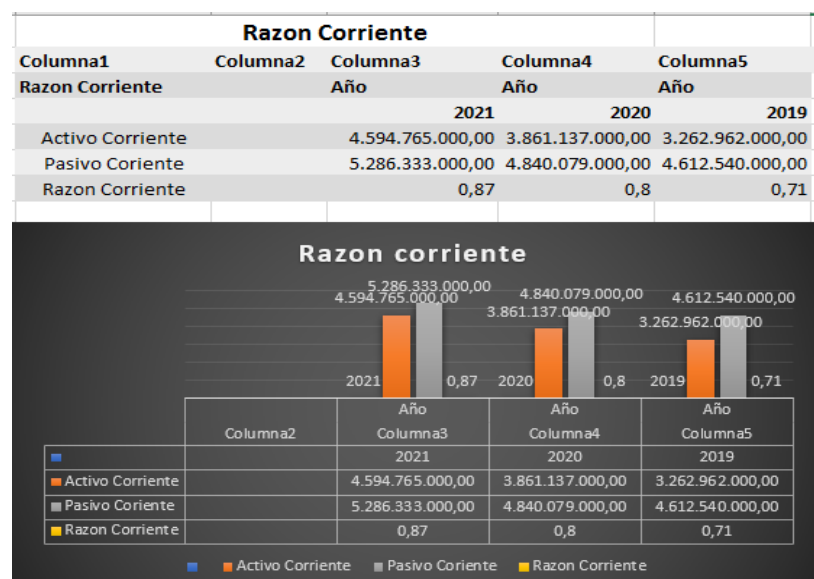 Razon Corriente
Columna1 Columna2 Columna3 Columna4 Columna5
Razon Corriente Año Año Año
2021 2020 2019
Activo Corriente 4.594.765.000,00 3.861.137.000,00 3.262.962.000,00
Pasivo Coriente 5.286.333.000,00 4.840.079.000,00 4.612.540.000,00
Razon Corriente 0,87 0,8 0,71
Razon corriente
5.286.333.000,00 4.840.079.000,00 4.612.540.000,00
4.594.765.000,00 3.861.137.000,00 3.262.962.000,00
2021 0,87 2020 0,8 2019 0,71
Año Año Año
Columna2 Columna3 Columna4 Columna5
2021 2020 2019
Activo Corriente 4.594.765.000,00 3.861.137.000,00 3.262.962.000,00
Pasivo Coriente 5.286.333.000,00 4.840.079.000,00 4.612.540.000,00
Razon Corriente 0,87 0,8 0,71
Activo Corriente Pasivo Coriente Razon Corriente